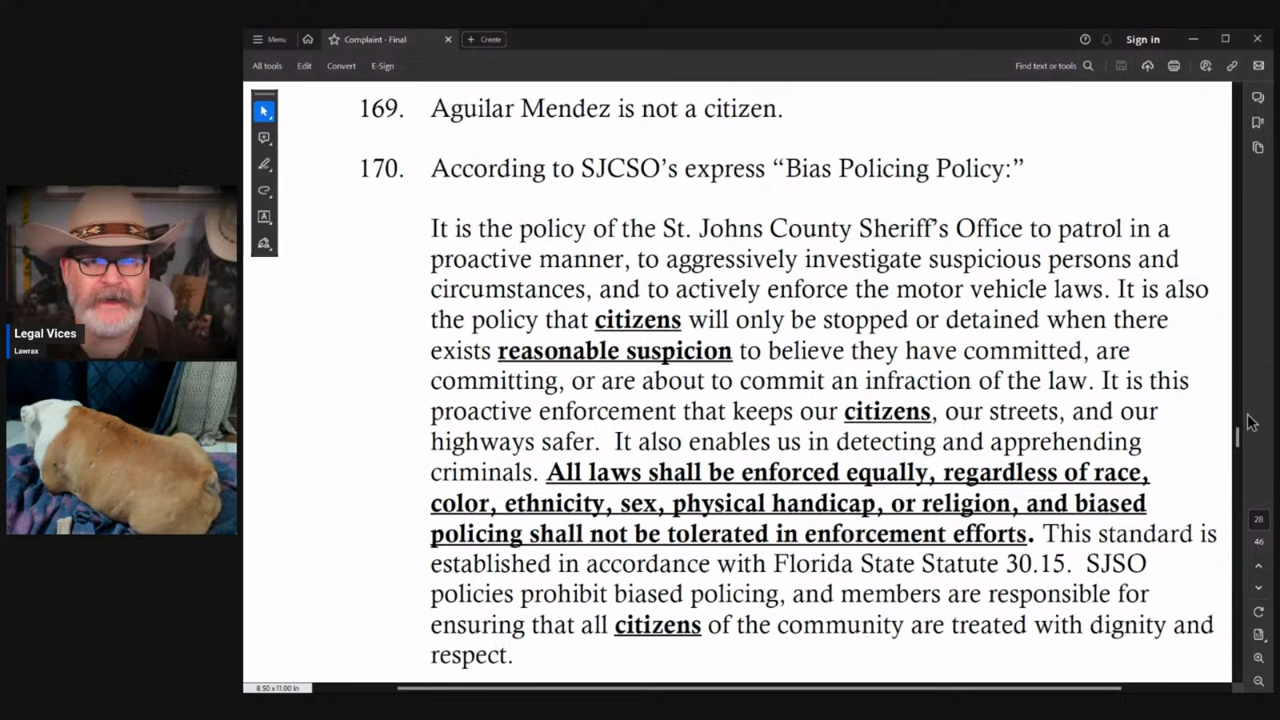 Menu
Complaint - Final
Create
Sign in
All tools
Edit
Convert
E-Sign
Find text or tools
169. Aguilar Mendez is not a citizen.
170. According to SJCSO’s express “Bias Policing Policy:”
It is the policy of the St. Johns County Sheriff’s Office to patrol in a
proactive manner, to aggressively investigate suspicious persons and
circumstances, and to actively enforce the motor vehicle laws. It is also
the policy that citizens will only be stopped or detained when there
exists reasonable suspicion to believe they have committed, are
committing, or are about to commit an infraction of the law. It is this
proactive enforcement that keeps our citizens, our streets, and our
highways safer. It also enables us in detecting and apprehending
criminals. All laws shall be enforced equally, regardless of race,
color, ethnicity, sex, physical handicap, or religion, and biased
policing shall not be tolerated in enforcement efforts. This standard is
established in accordance with Florida State Statute 30.15. SJSO
policies prohibit biased policing, and members are responsible for
ensuring that all citizens of the community are treated with dignity and
respect.
Legal Vices
Lawrax
28
46
8.50 x 11.00 in